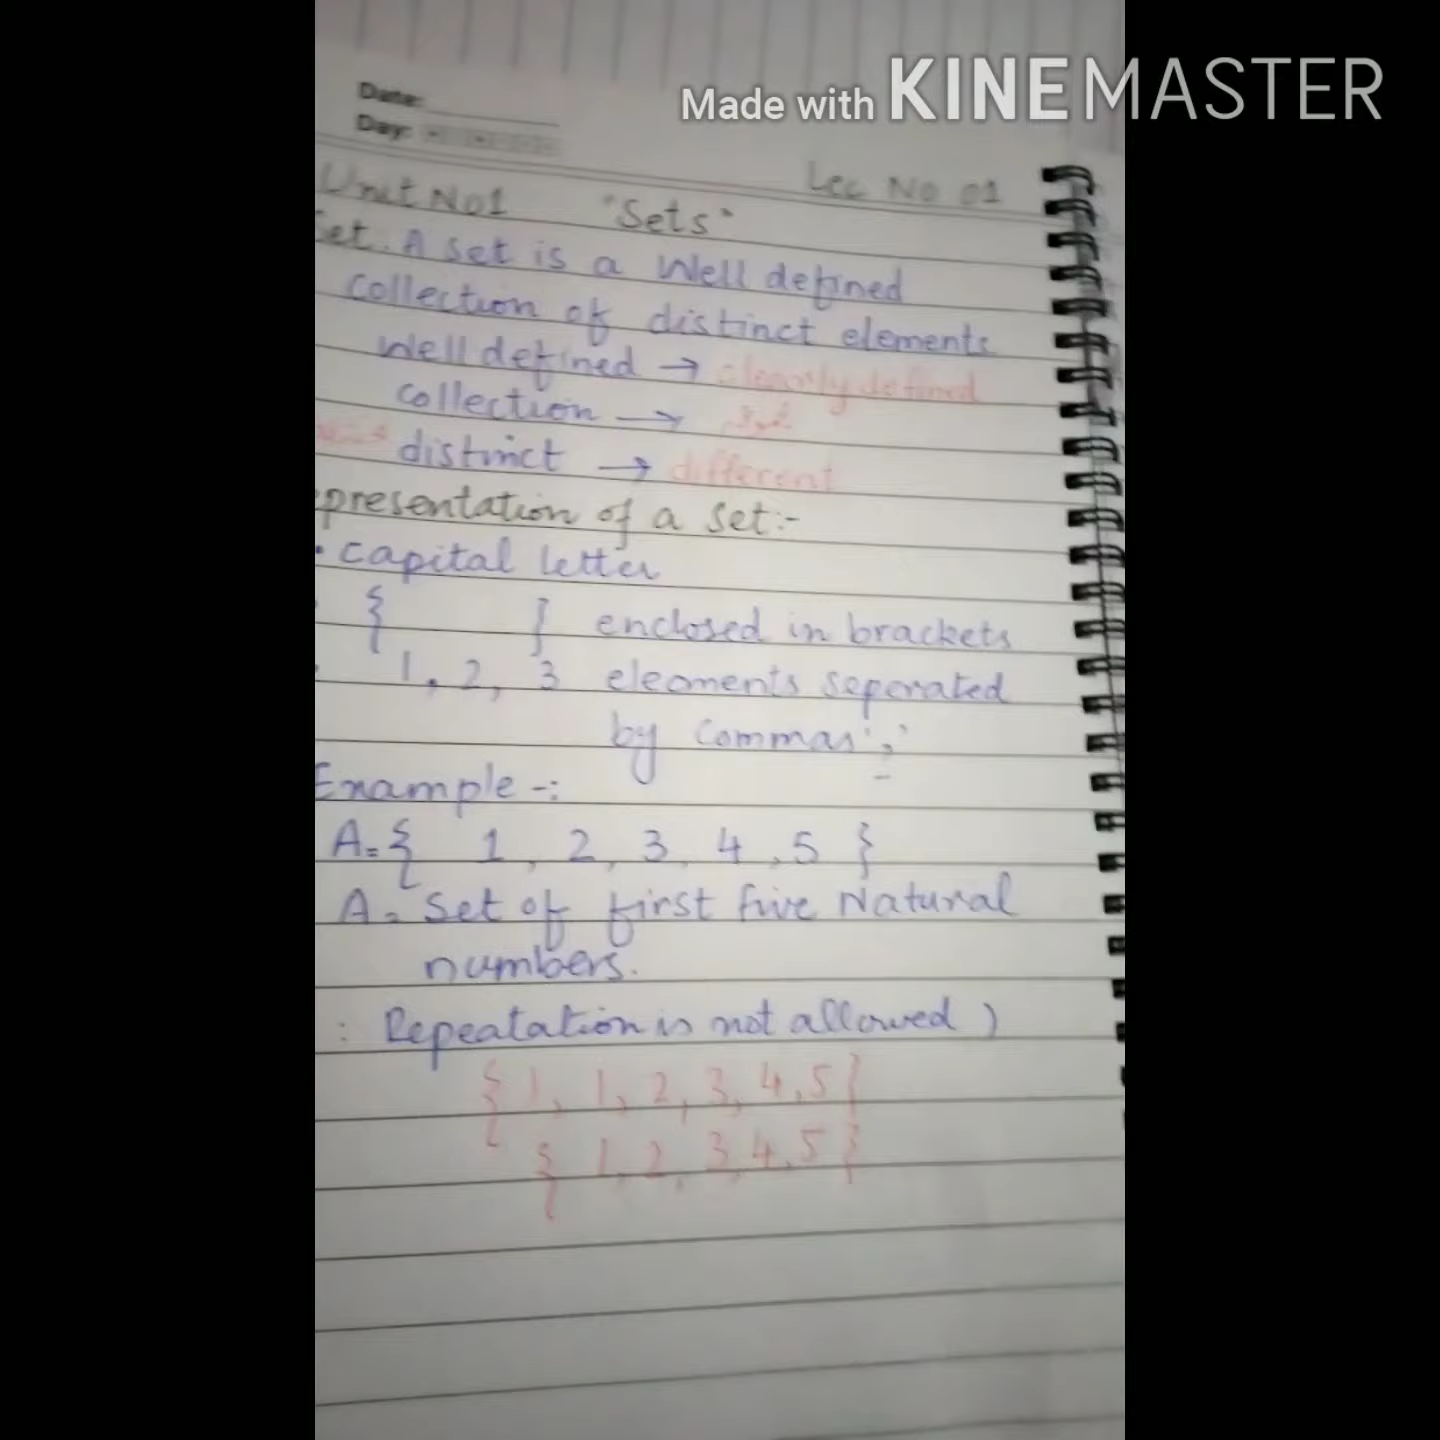 Made with KINEMASTER
Date:
Day:
Lec No 01
Unit No1 "Sets"
Set. A set is a Well defined
collection of distinct elements
Well defined → clearly defined
collection →
distinct → different
presentation of a set:-
• capital letter
{ } enclosed in brackets
1, 2, 3 eleoments seperated
by commas ','
Example -:
A={ 1, 2, 3, 4, 5 }
A= Set of first five Natural
numbers.
: Repeatation is not allowed )
{ 1, 1, 2, 3, 4, 5 }
{ 1, 2, 3, 4, 5 }